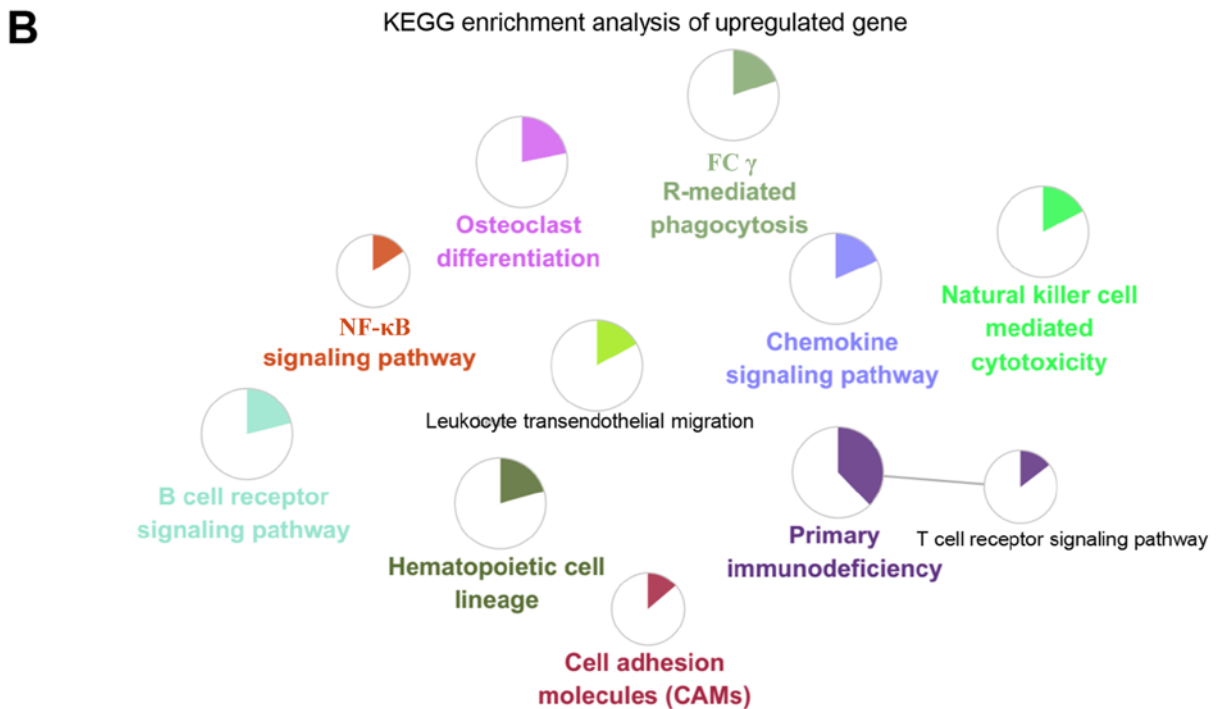 B
KEGG enrichment analysis of upregulated gene
FC γ
R-mediated
phagocytosis
Osteoclast
differentiation
Natural killer cell
mediated
cytotoxicity
NF-κB
signaling pathway
Chemokine
signaling pathway
Leukocyte transendothelial migration
B cell receptor
signaling pathway
Primary
immunodeficiency
T cell receptor signaling pathway
Hematopoietic cell
lineage
Cell adhesion
molecules (CAMs)